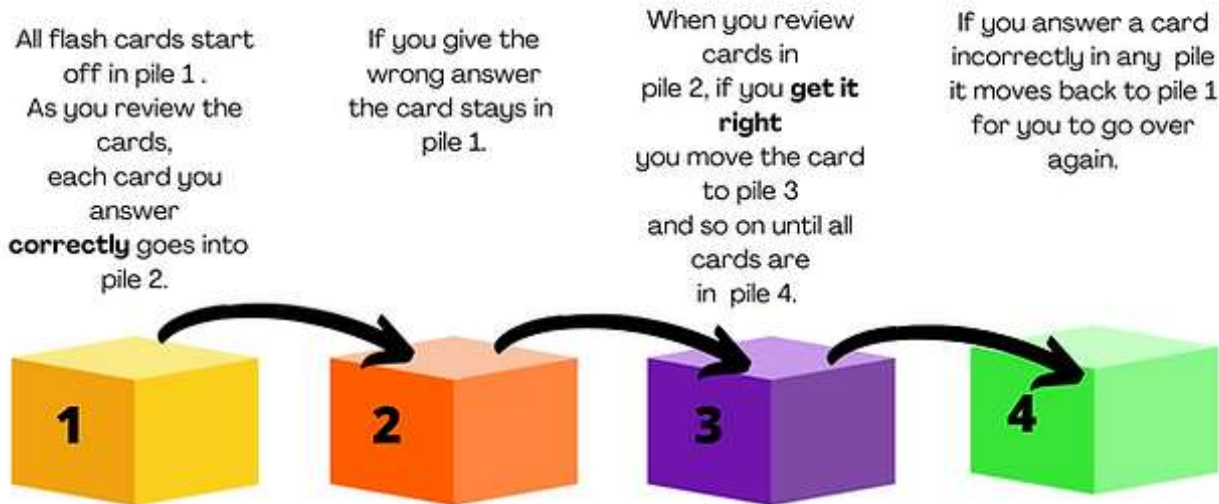 All flash cards start
off in pile 1 .
As you review the
cards,
each card you
answer
correctly goes into
pile 2.
If you give the
wrong answer
the card stays in
pile 1.
When you review
cards in
pile 2, if you get it
right
you move the card
to pile 3
and so on until all
cards are
in pile 4.
If you answer a card
incorrectly in any pile
it moves back to pile 1
for you to go over
again.
1
2
3
4